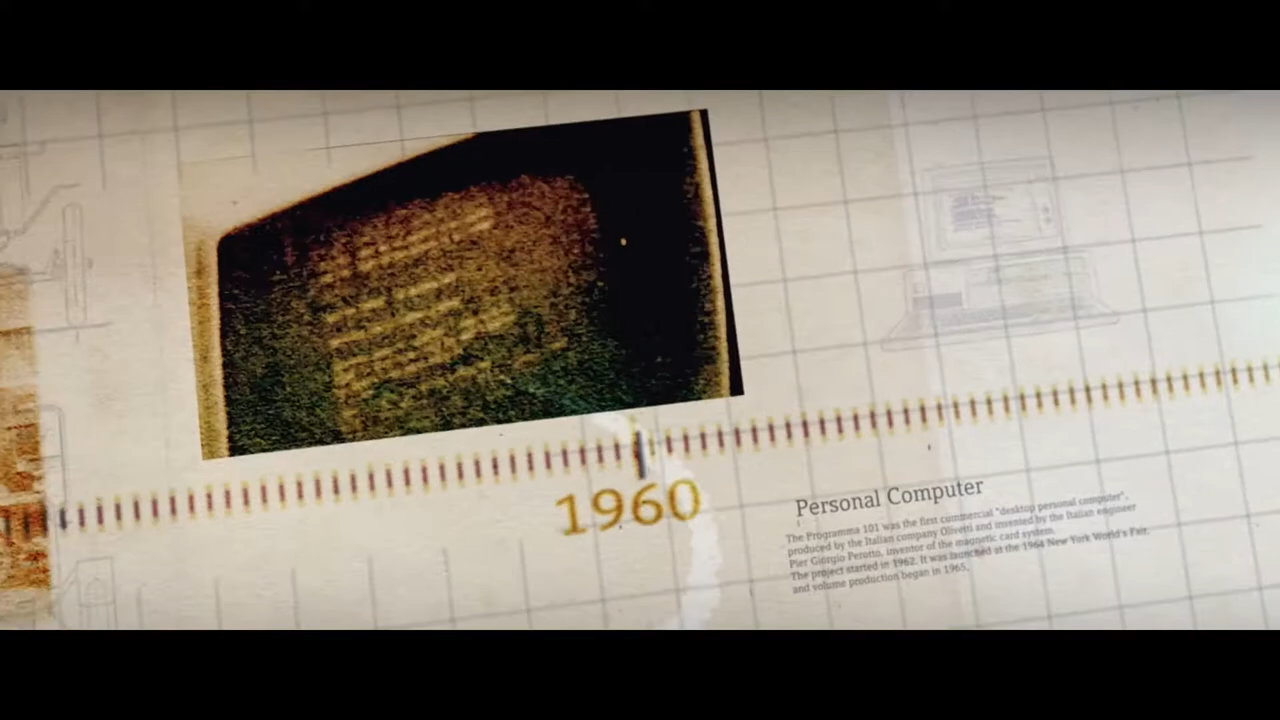 1960
Personal Computer
The Programma 101 was the first commercial "desktop personal computer",
produced by the Italian company Olivetti and invented by the Italian engineer
Pier Giorgio Perotto, inventor of the magnetic card system.
The project started in 1962. It was launched at the 1964 New York World's Fair,
and volume production began in 1965.